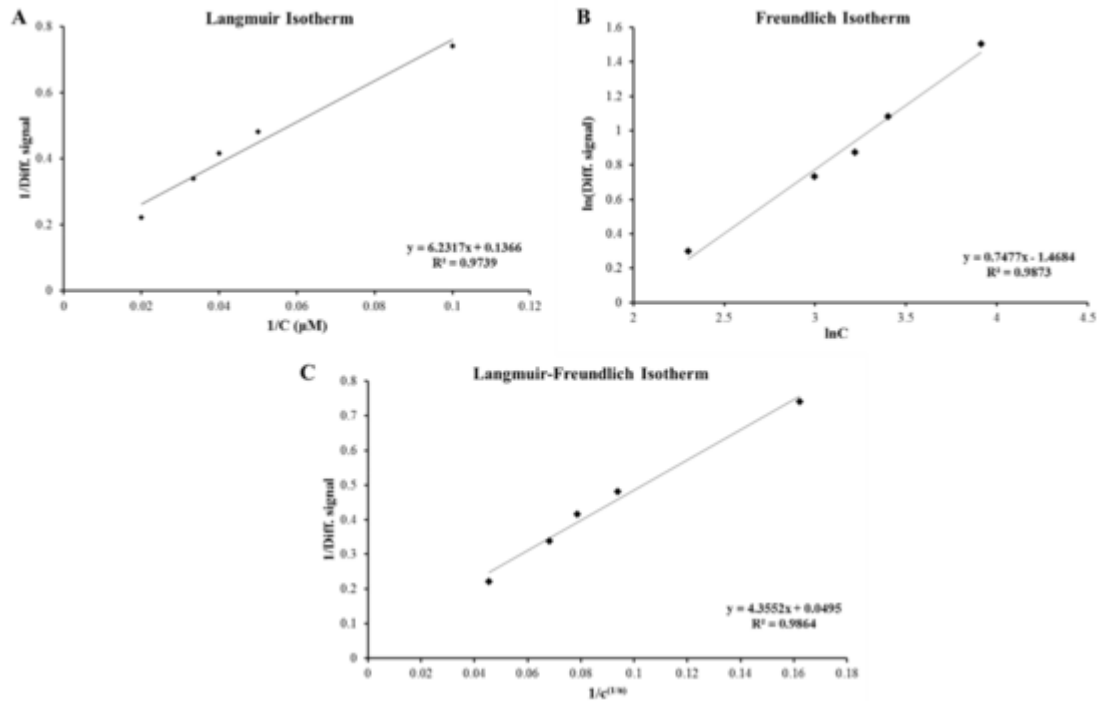 A
Langmuir Isotherm
1/Diff. signal
0.8
0.6
0.4
0.2
0
0
0.02
0.04
0.06
0.08
0.1
0.12
y = 6.2317x + 0.1366
R² = 0.9739
1/C (µM)
B
Freundlich Isotherm
ln(Diff. signal)
1.6
1.4
1.2
1
0.8
0.6
0.4
0.2
0
2
2.5
3
3.5
4
4.5
y = 0.7477x - 1.4684
R² = 0.9873
lnC
C
Langmuir-Freundlich Isotherm
1/Diff. signal
0.8
0.7
0.6
0.5
0.4
0.3
0.2
0.1
0
0
0.02
0.04
0.06
0.08
0.1
0.12
0.14
0.16
0.18
y = 4.3552x + 0.0495
R² = 0.9864
1/c⁽¹/ⁿ⁾